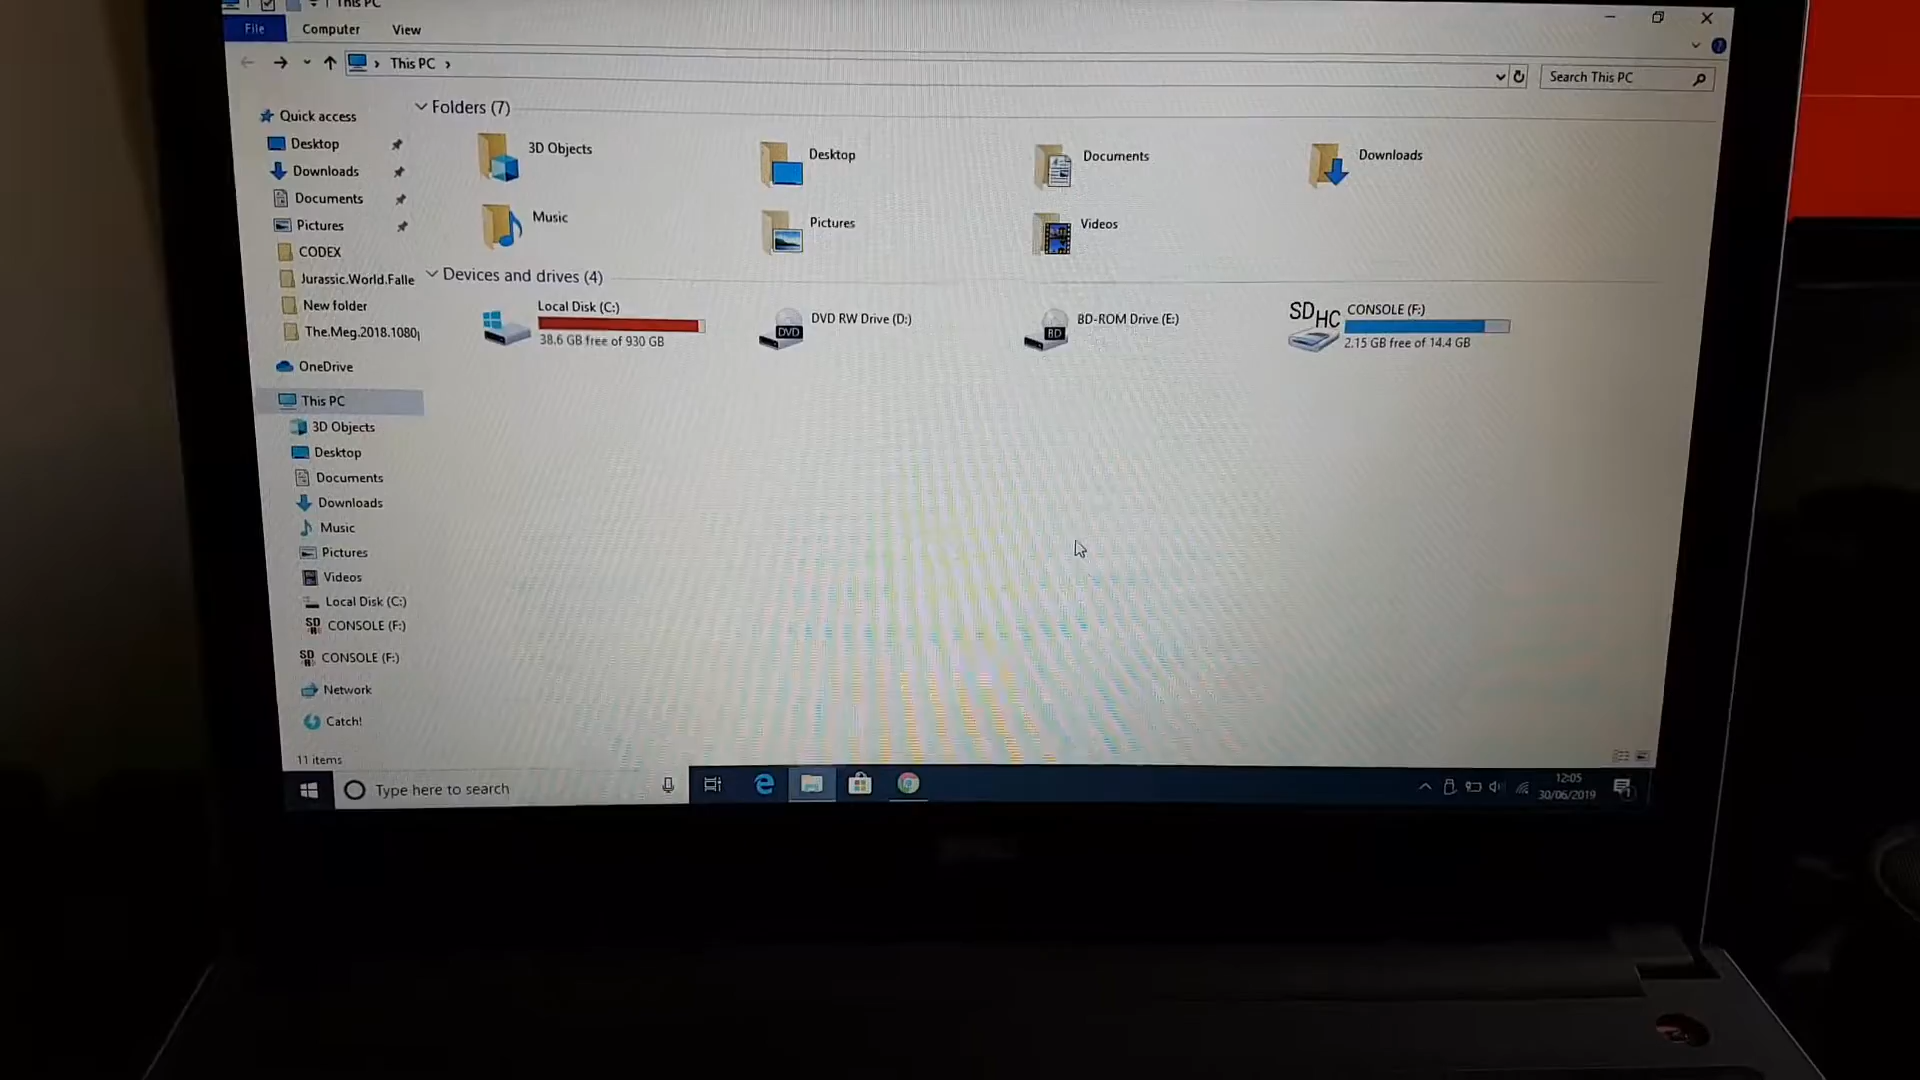 This PC
File
Computer
View
This PC
Search This PC
Quick access
Desktop
Downloads
Documents
Pictures
CODEX
Jurassic.World.Falle
New folder
The.Meg.2018.1080p
OneDrive
This PC
3D Objects
Desktop
Documents
Downloads
Music
Pictures
Videos
Local Disk (C:)
CONSOLE (F:)
CONSOLE (F:)
Network
Catch!
Folders (7)
3D Objects
Desktop
Documents
Downloads
Music
Pictures
Videos
Devices and drives (4)
Local Disk (C:)
38.6 GB free of 930 GB
DVD
DVD RW Drive (D:)
BD
BD-ROM Drive (E:)
SDHC
CONSOLE (F:)
2.15 GB free of 14.4 GB
11 items
Type here to search
12:05
30/06/2019